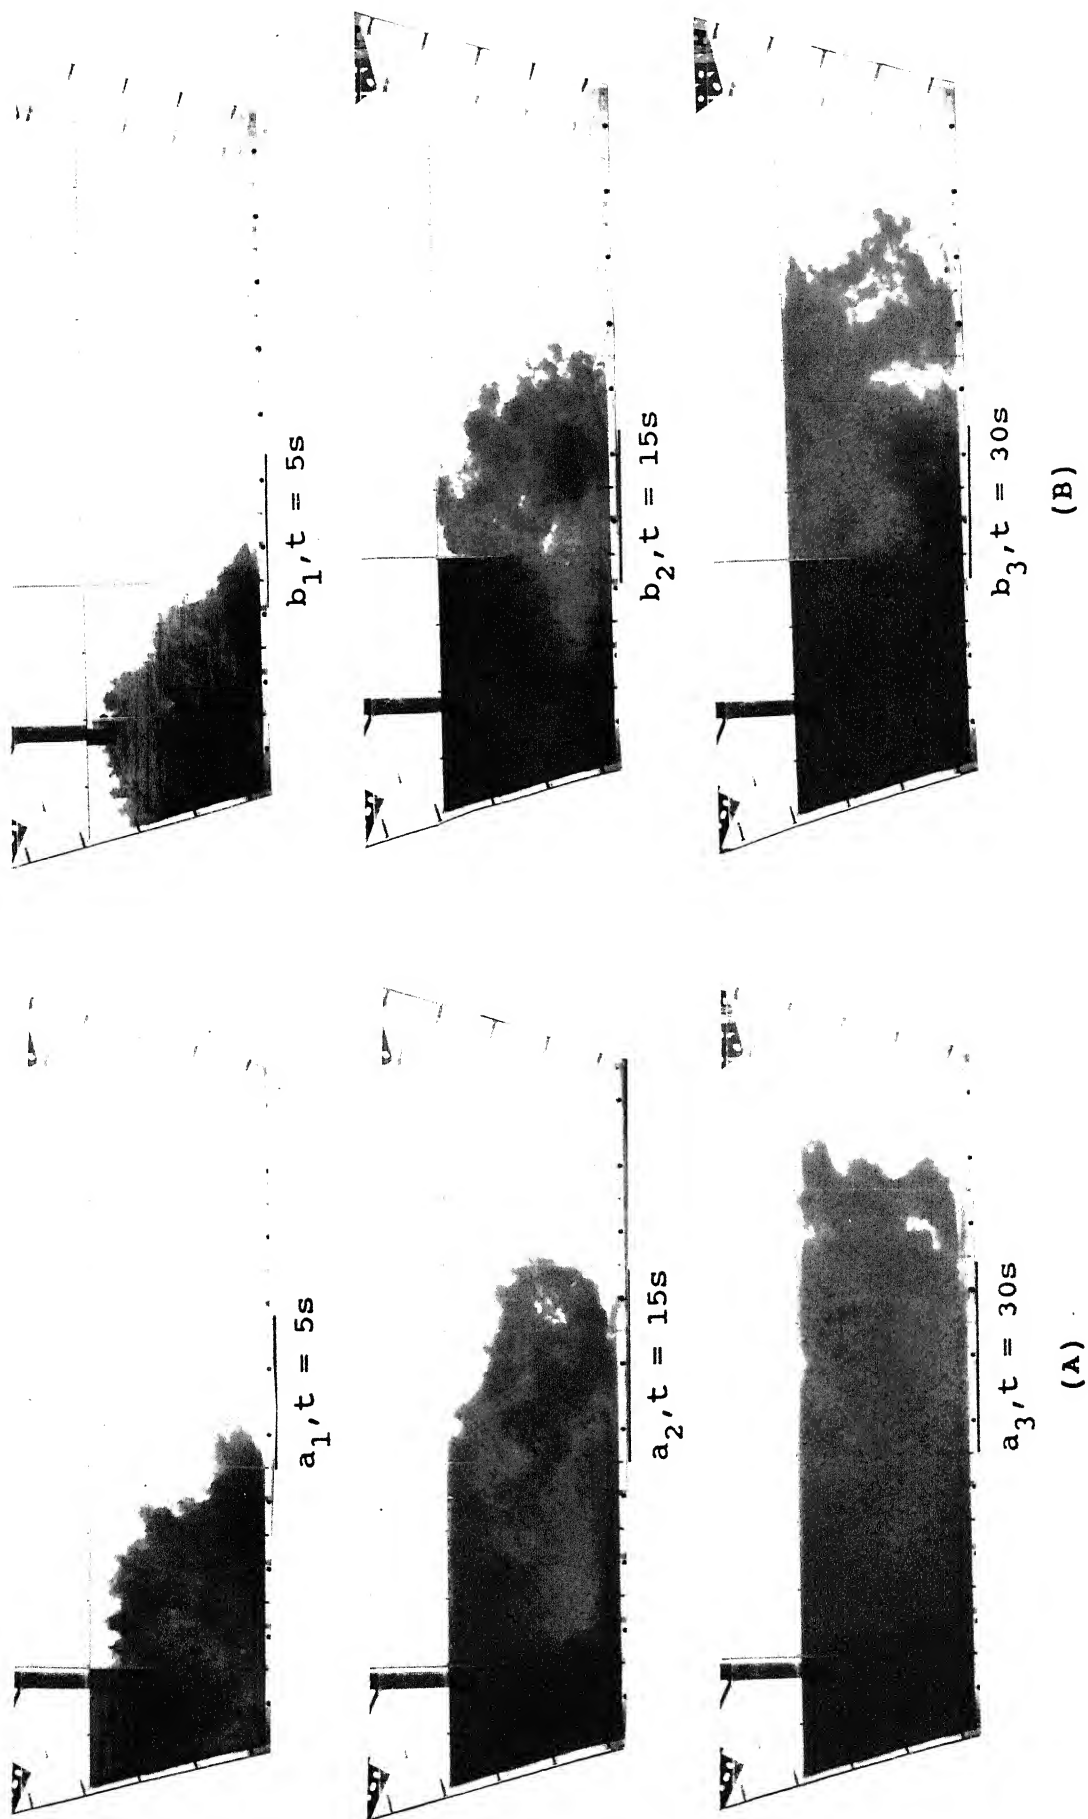 a1,t = 5s
a2,t = 15s
a3,t = 30s
(A)
b1,t = 5s
b2,t = 15s
b3,t = 30s
(B)